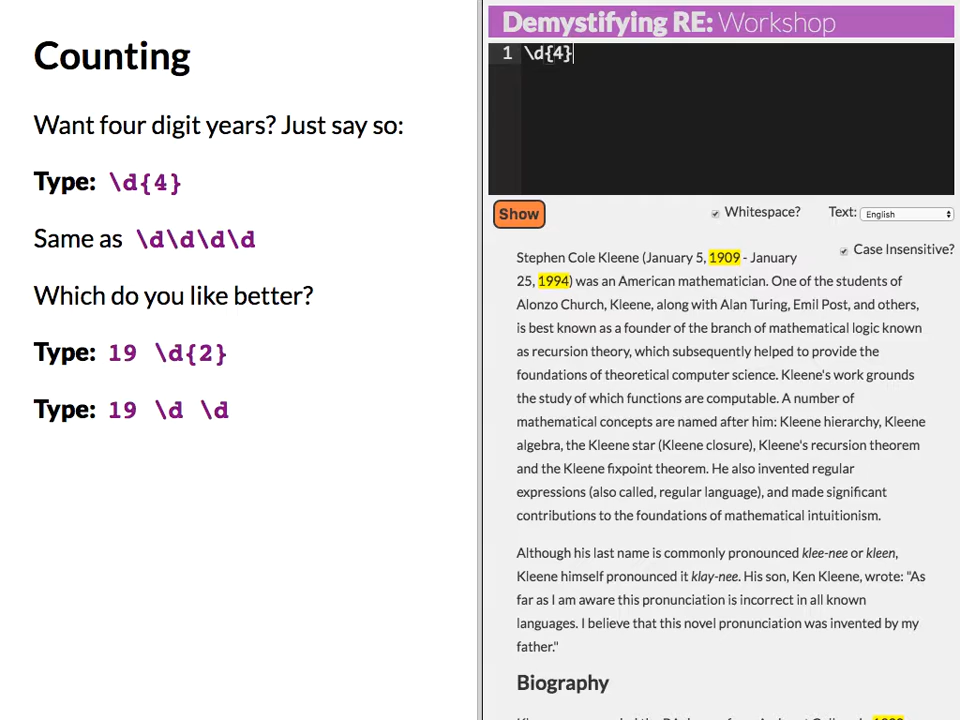 Counting
Want four digit years? Just say so:
Type: \d{4}
Same as \d\d\d\d
Which do you like better?
Type: 19 \d{2}
Type: 19 \d \d
Demystifying RE: Workshop
1 \d{4}
Show
Whitespace?
Text: English
Case Insensitive?
Stephen Cole Kleene (January 5, 1909 - January
25, 1994) was an American mathematician. One of the students of
Alonzo Church, Kleene, along with Alan Turing, Emil Post, and others,
is best known as a founder of the branch of mathematical logic known
as recursion theory, which subsequently helped to provide the
foundations of theoretical computer science. Kleene's work grounds
the study of which functions are computable. A number of
mathematical concepts are named after him: Kleene hierarchy, Kleene
algebra, the Kleene star (Kleene closure), Kleene's recursion theorem
and the Kleene fixpoint theorem. He also invented regular
expressions (also called, regular language), and made significant
contributions to the foundations of mathematical intuitionism.
Although his last name is commonly pronounced klee-nee or kleen,
Kleene himself pronounced it klay-nee. His son, Ken Kleene, wrote: "As
far as I am aware this pronunciation is incorrect in all known
languages. I believe that this novel pronunciation was invented by my
father."
Biography